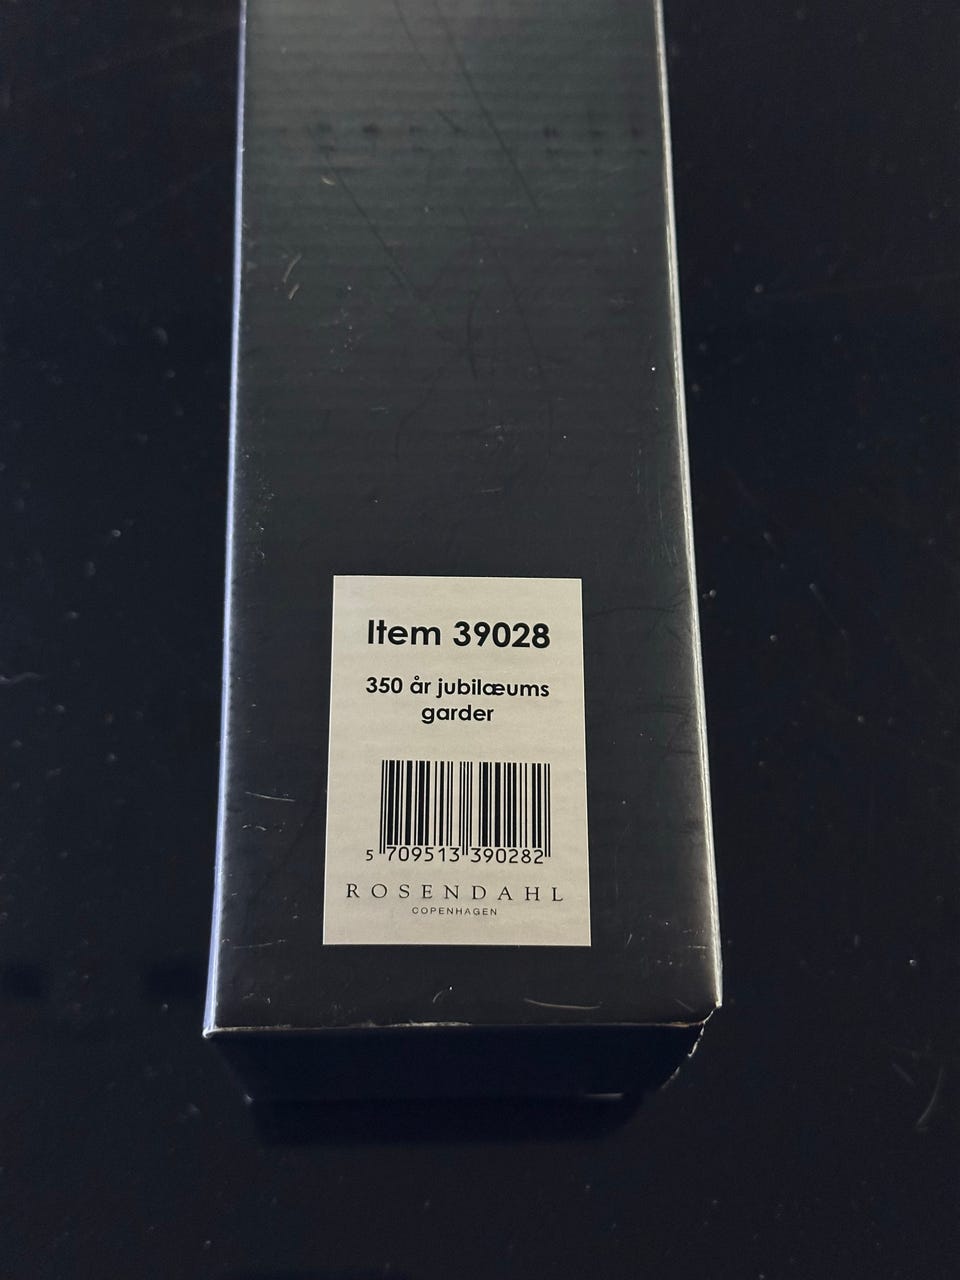 Item 39028
350 år jubilæums
garder
5 709513 390282
ROSENDAHL
COPENHAGEN